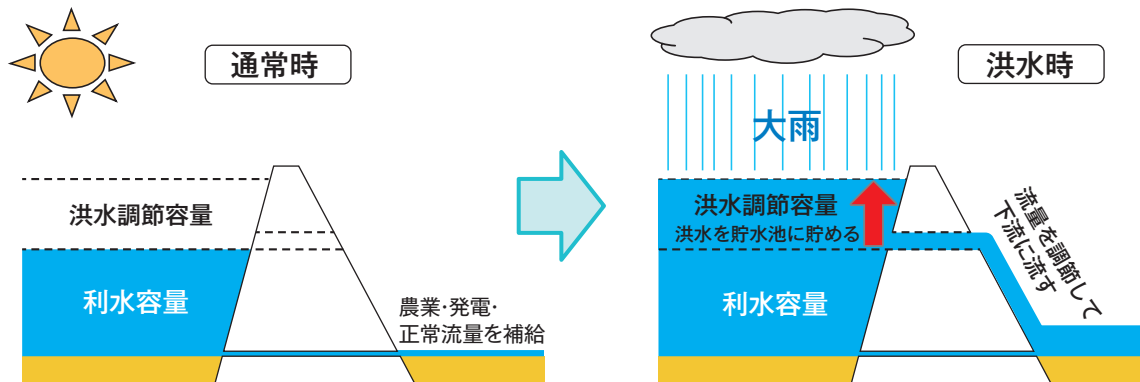 通常時
洪水調節容量
利水容量
農業・発電・
正常流量を補給
洪水時
大雨
洪水調節容量
洪水を貯水池に貯める
利水容量
流量を調節して
下流に流す